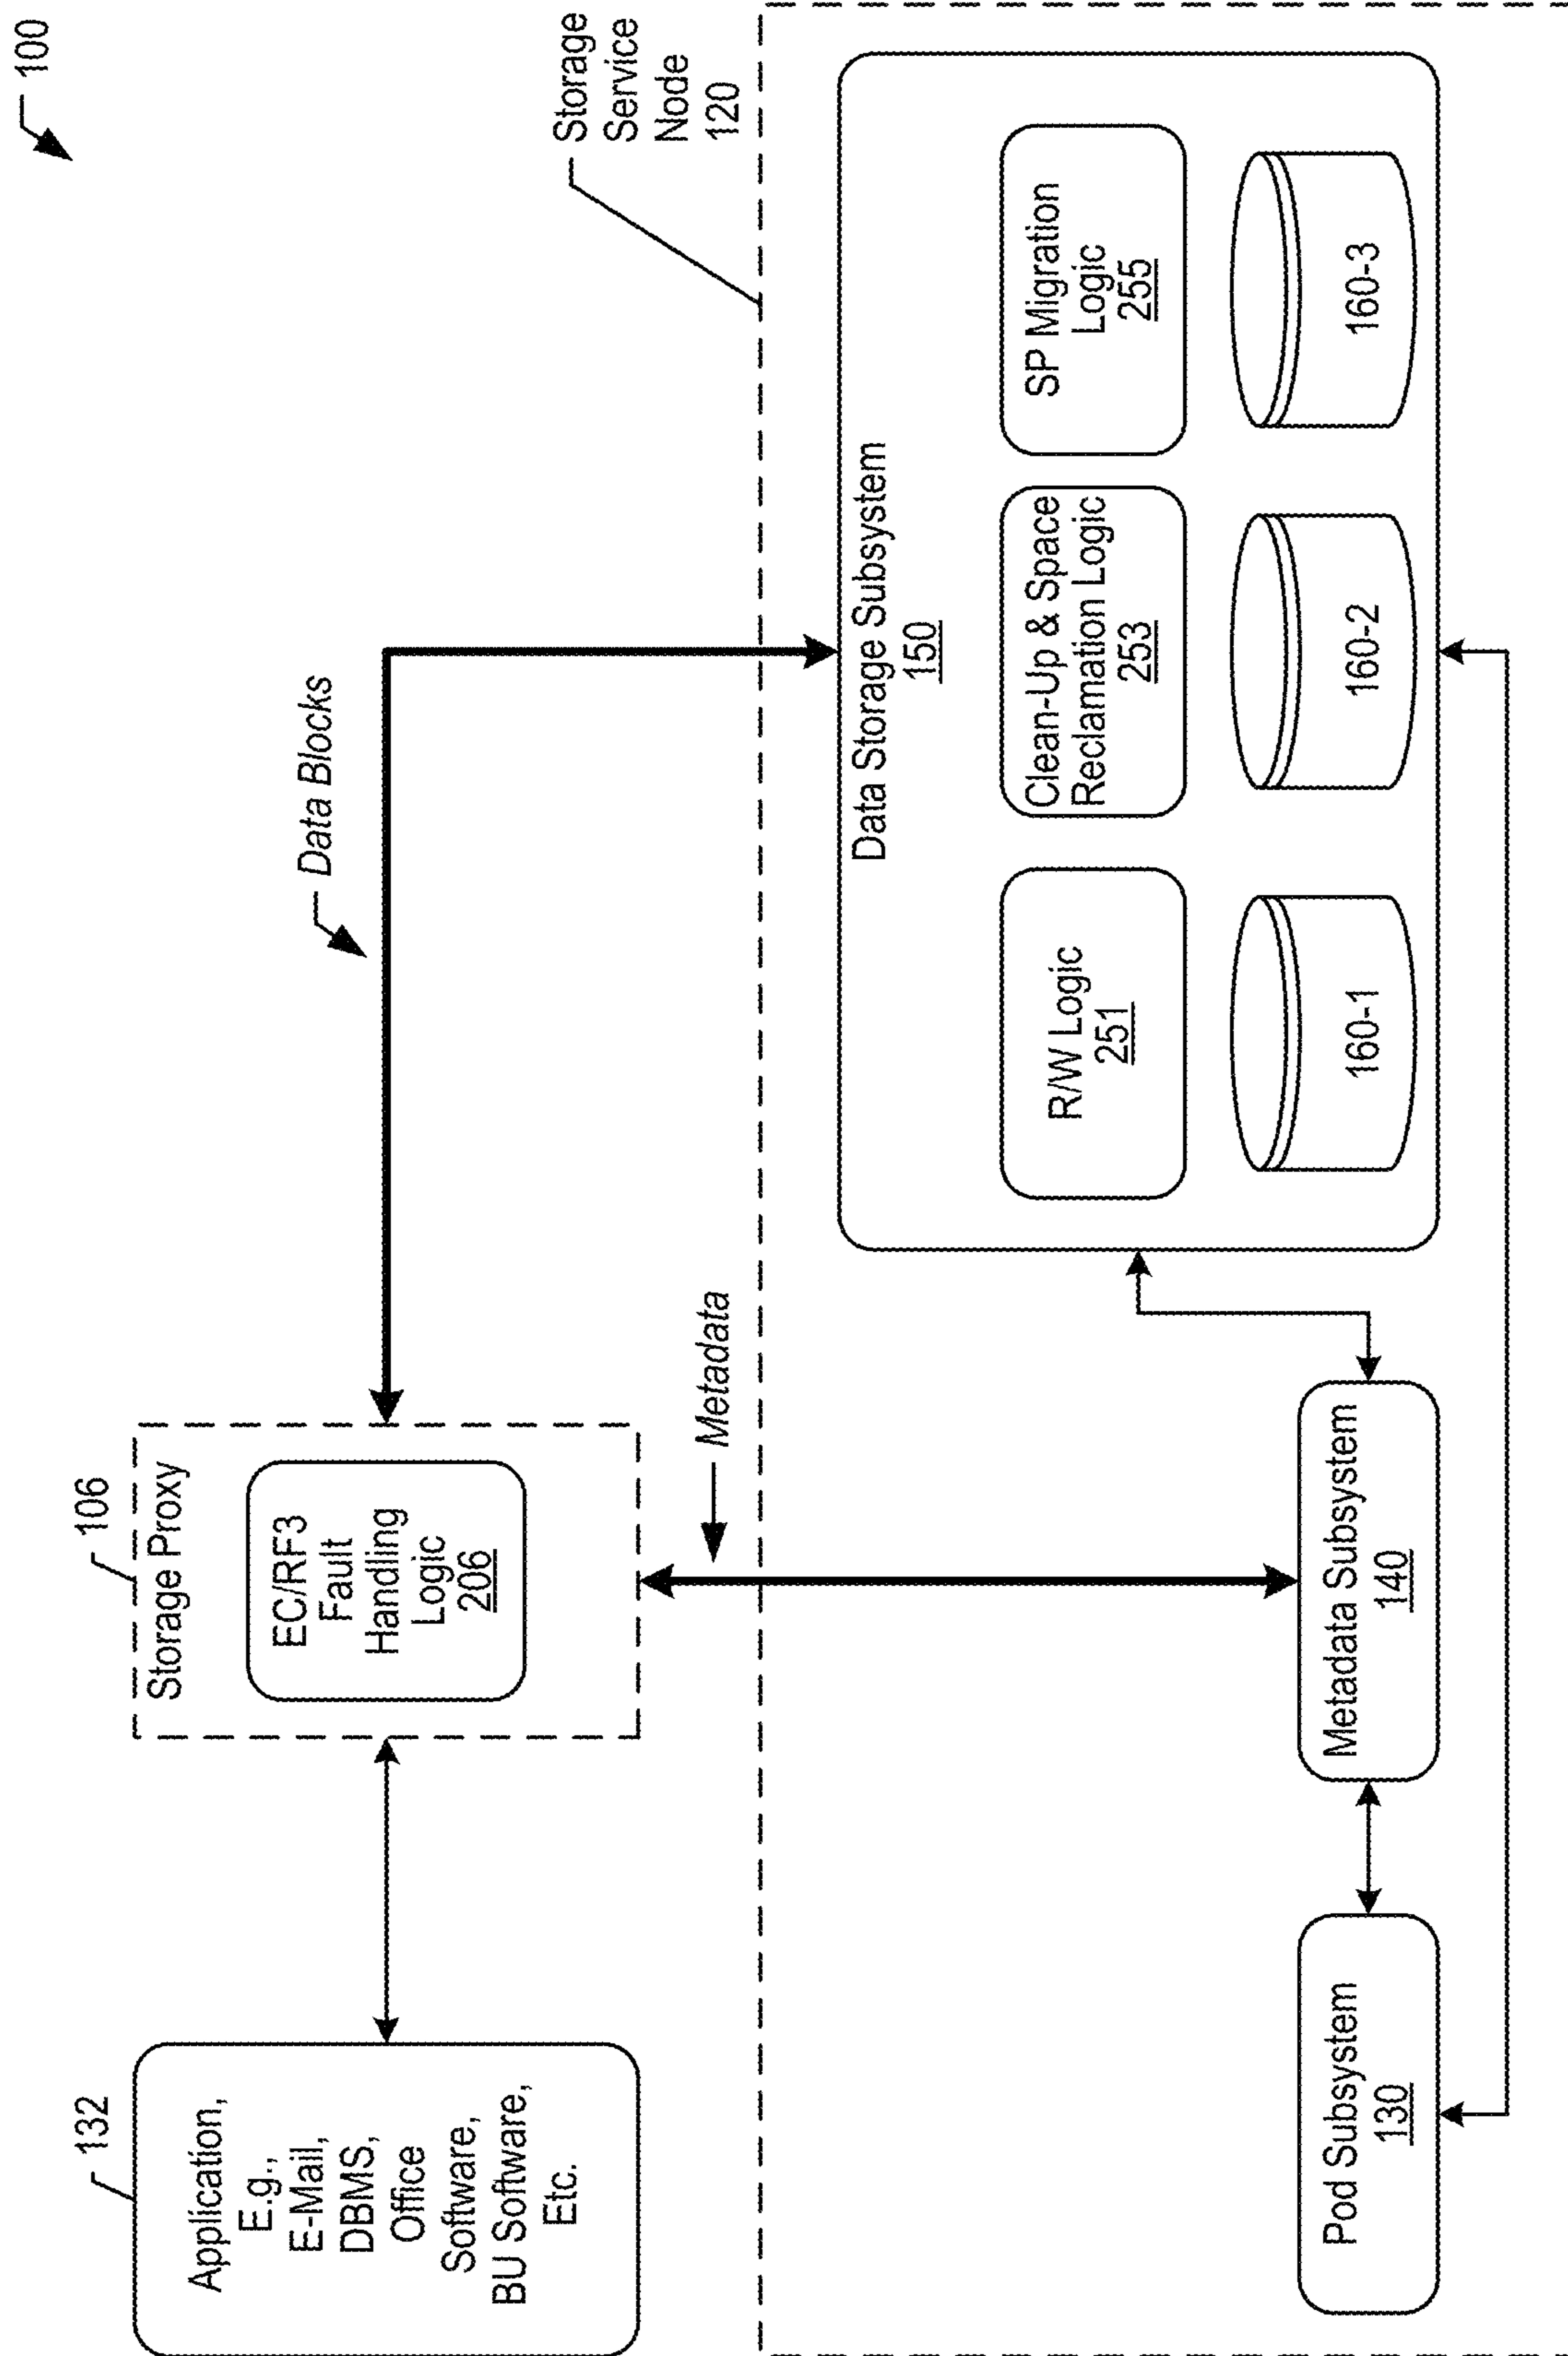 100
132
Application,
E.g.,
E-Mail,
DBMS,
Office
Software,
BU Software,
Etc.
106
Storage Proxy
EC/RF3
Fault
Handling
Logic
206
Data Blocks
Metadata
Storage
Service
Node
120
Data Storage Subsystem
150
R/W Logic
251
Clean-Up & Space
Reclamation Logic
253
SP Migration
Logic
255
160-1
160-2
160-3
Pod Subsystem
130
Metadata Subsystem
140